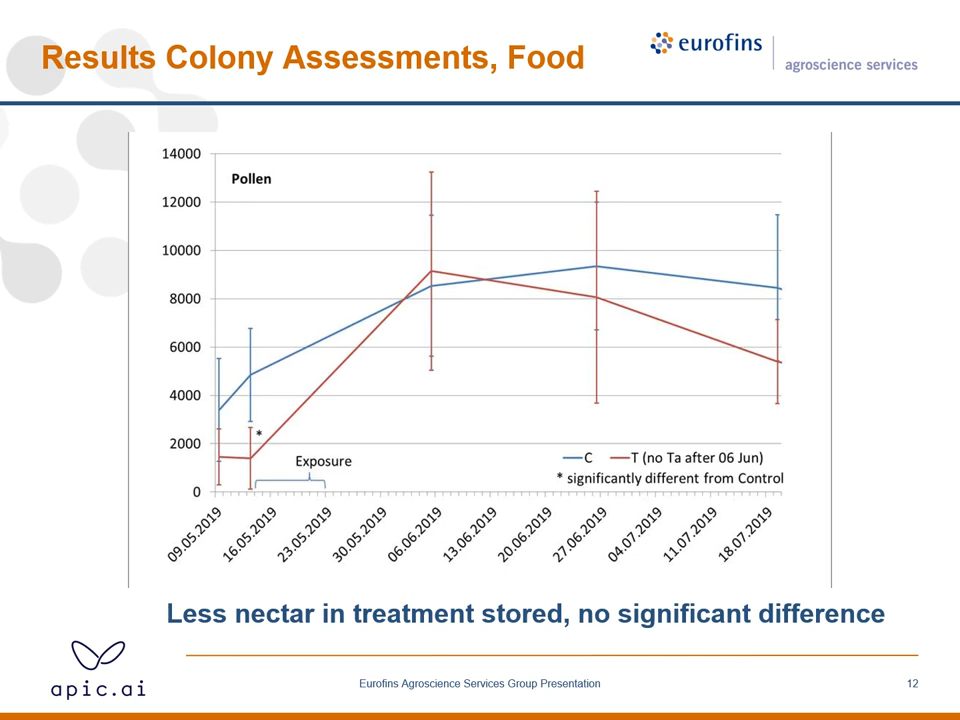 Results Colony Assessments, Food
eurofins
agroscience services
14000
Pollen
12000
10000
8000
6000
4000
2000
0
*
Exposure
C
T (no Ta after 06 Jun)
* significantly different from Control
09.05.2019
16.05.2019
23.05.2019
30.05.2019
06.06.2019
13.06.2019
20.06.2019
27.06.2019
04.07.2019
11.07.2019
18.07.2019
Less nectar in treatment stored, no significant difference
apic.ai
Eurofins Agroscience Services Group Presentation
12